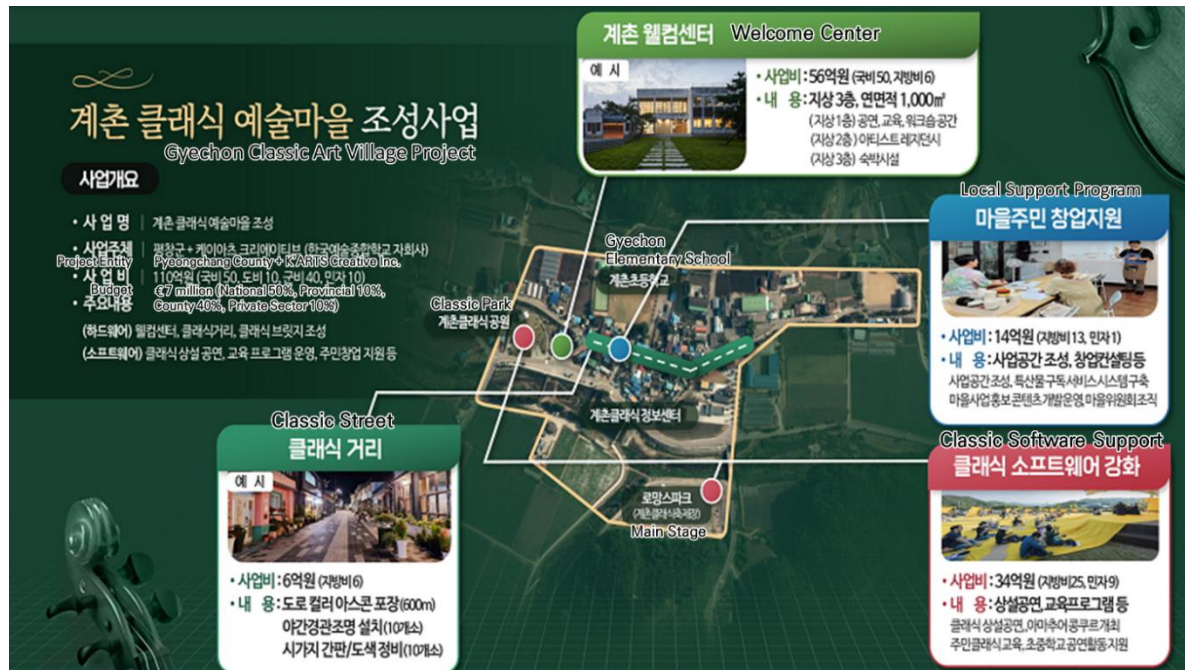 계촌 클래식 예술마을 조성사업
Gyechon Classic Art Village Project
사업개요
• 사 업 명 | 계촌 클래식 예술마을 조성
• 사업주체 | 평창군 + 케이아츠 크리에이티브 (한국예술종합학교 자회사)
Project Entity Pyeongchang County + K'ARTS Creative Inc.
• 사 업 비 | 110억원 (국비 50, 도비 10, 군비 40, 민자 10)
Budget €7 million (National 50%, Provincial 10%,
• 주요내용 County 40%, Private Sector 10%)
(하드웨어) 웰컴센터, 클래식거리, 클래식 브릿지 조성
(소프트웨어) 클래식 상설 공연, 교육 프로그램 운영, 주민창업 지원 등
계촌 웰컴센터 Welcome Center
예 시
• 사업비 : 56억원 (국비 50, 지방비 6)
• 내 용 : 지상 3층, 연면적 1,000㎡
(지상 1층) 공연, 교육, 워크숍 공간
(지상 2층) 아티스트 레지던시
(지상 3층) 숙박시설
Local Support Program
마을주민 창업지원
• 사업비 : 14억원 (지방비 13, 민자 1)
• 내 용 : 사업공간 조성, 창업컨설팅 등
사업공간 조성, 특산물 구독서비스 시스템 구축
마을사업 홍보 콘텐츠 개발 운영, 마을위원회 조직
Gyechon
Elementary School
계촌초등학교
Classic Park
계촌클래식 공원
계촌클래식 정보센터
로망스파크
(계촌클래식축제장)
Main Stage
Classic Street
클래식 거리
예 시
• 사업비 : 6억원 (지방비 6)
• 내 용 : 도로 컬러 아스콘 포장 (600m)
야간경관조명 설치 (10개소)
시가지 간판/도색 정비 (10개소)
Classic Software Support
클래식 소프트웨어 강화
• 사업비 : 34억원 (지방비 25, 민자 9)
• 내 용 : 상설공연, 교육프로그램 등
클래식 상설공연, 아마추어 콩쿠르 개최
주민 클래식 교육, 초중학교 공연활동 지원